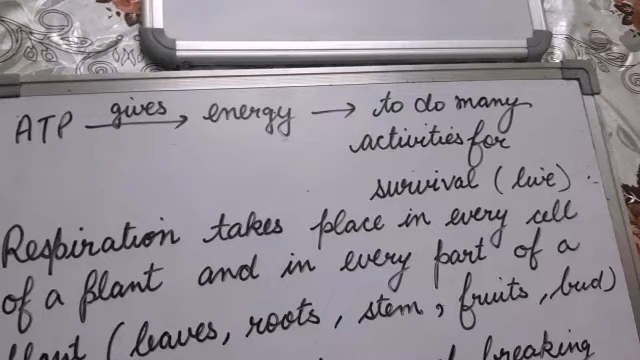 ATP gives → energy → to do many
activities for
survival (live).
Respiration takes place in every cell
of a plant and in every part of a
plant (leaves, roots, stem, fruits, bud)
breaking